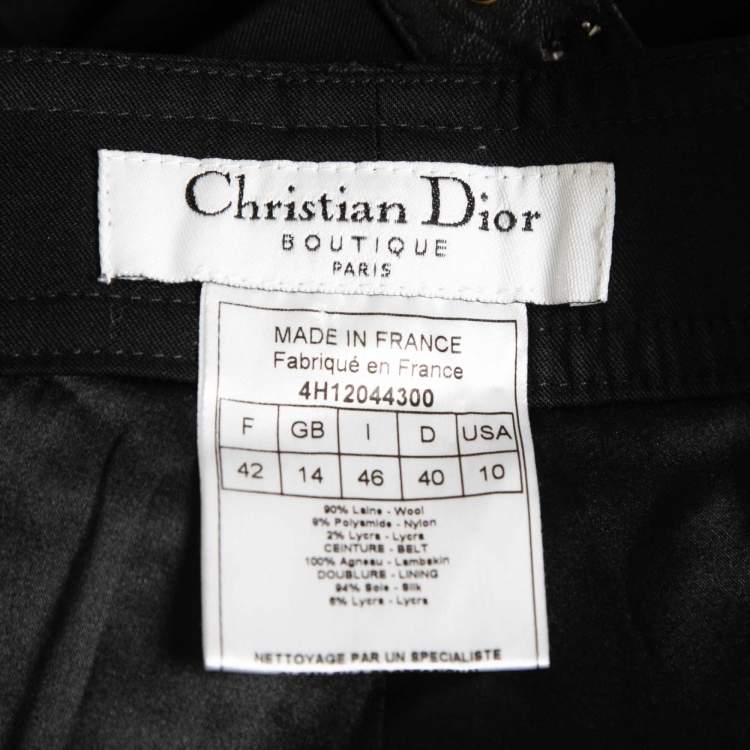 Christian Dior
BOUTIQUE
PARIS
MADE IN FRANCE
Fabriqué en France
4H12044300
F GB I D USA
42 14 46 40 10
90% Laine - Wool
8% Polyamide - Nylon
2% Lycra - Lycra
CEINTURE - BELT
100% Agneau - Lambskin
DOUBLURE - LINING
94% Soie - Silk
6% Lycra - Lycra
NETTOYAGE PAR UN SPECIALISTE